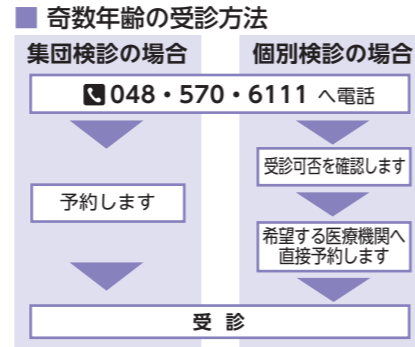 ■ 奇数年齢の受診方法
集団検診の場合
個別検診の場合
048・570・6111 へ電話
予約します
受診可否を確認します
希望する医療機関へ
直接予約します
受 診